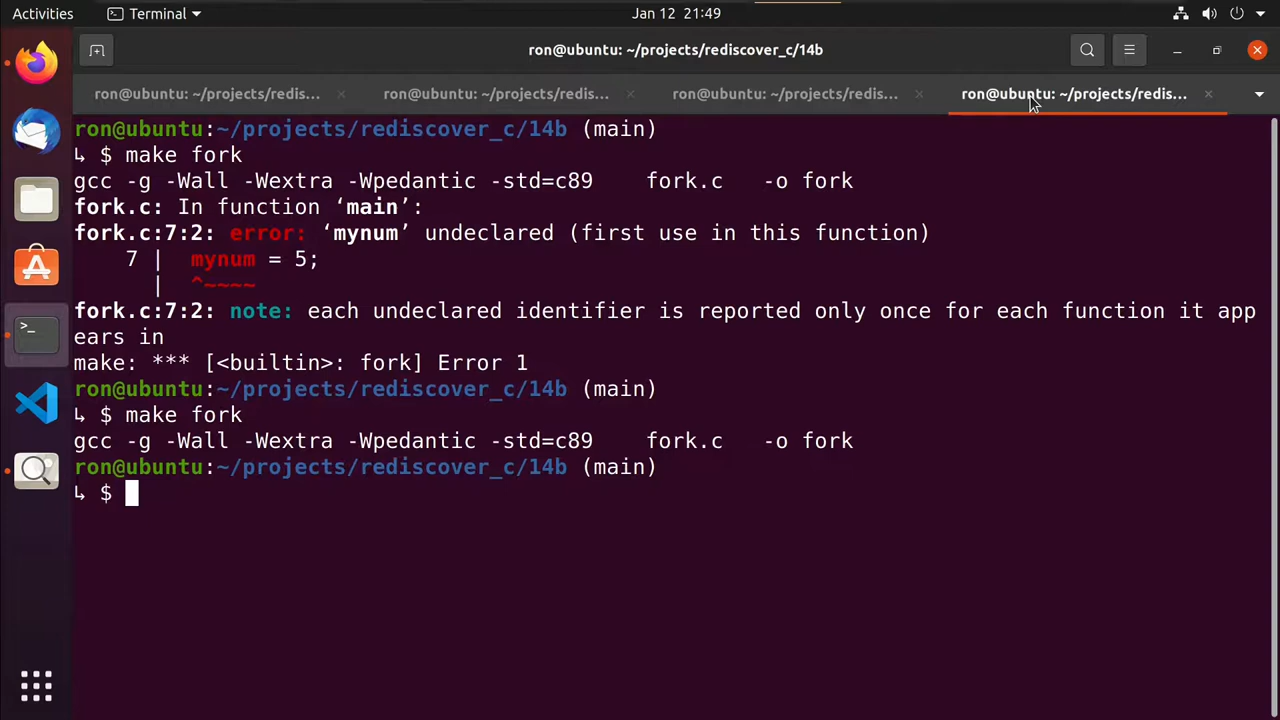 Activities
Terminal
Jan 12 21:49
ron@ubuntu: ~/projects/rediscover_c/14b
ron@ubuntu: ~/projects/redis...
ron@ubuntu: ~/projects/redis...
ron@ubuntu: ~/projects/redis...
ron@ubuntu: ~/projects/redis...
ron@ubuntu:~/projects/rediscover_c/14b (main)
↳ $ make fork
gcc -g -Wall -Wextra -Wpedantic -std=c89    fork.c   -o fork
fork.c: In function ‘main’:
fork.c:7:2: error: ‘mynum’ undeclared (first use in this function)
    7 |  mynum = 5;
      |  ^~~~~
fork.c:7:2: note: each undeclared identifier is reported only once for each function it app
ears in
make: *** [<builtin>: fork] Error 1
ron@ubuntu:~/projects/rediscover_c/14b (main)
↳ $ make fork
gcc -g -Wall -Wextra -Wpedantic -std=c89    fork.c   -o fork
ron@ubuntu:~/projects/rediscover_c/14b (main)
↳ $